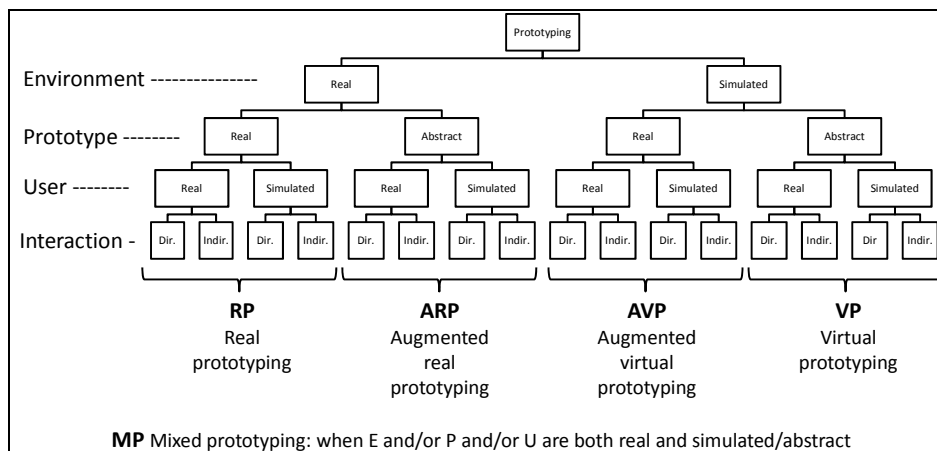 Prototyping
Environment ---------------
Real
Simulated
Prototype --------
Real
Abstract
Real
Abstract
User --------
Real
Simulated
Real
Simulated
Real
Simulated
Real
Simulated
Interaction -
Dir.
Indir.
Dir.
Indir.
Dir.
Indir.
Dir.
Indir.
Dir.
Indir.
Dir.
Indir.
Dir.
Indir.
Dir
Indir.
RP
Real
prototyping
ARP
Augmented
real
prototyping
AVP
Augmented
virtual
prototyping
VP
Virtual
prototyping
MP Mixed prototyping: when E and/or P and/or U are both real and simulated/abstract